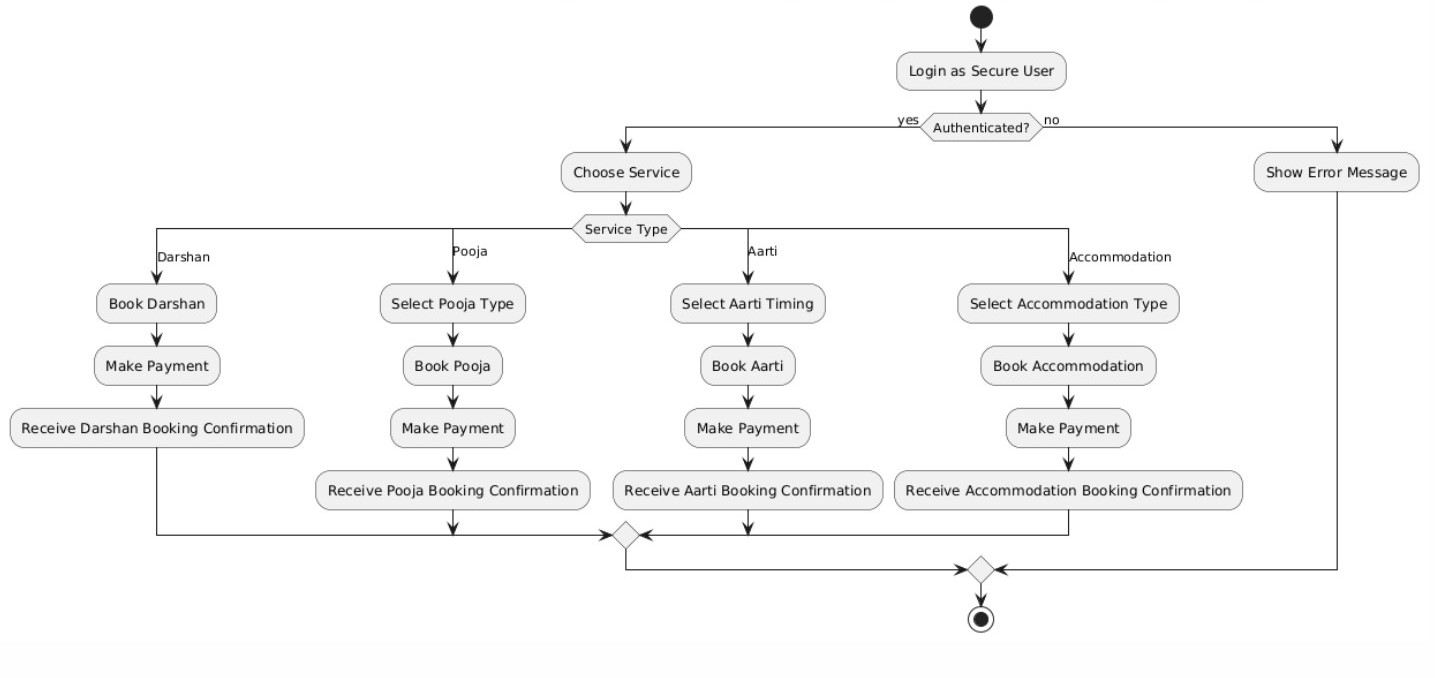 Login as Secure User
yes
Authenticated?
no
Choose Service
Show Error Message
Service Type
Darshan
Pooja
Aarti
Accommodation
Book Darshan
Select Pooja Type
Select Aarti Timing
Select Accommodation Type
Make Payment
Book Pooja
Book Aarti
Book Accommodation
Receive Darshan Booking Confirmation
Make Payment
Make Payment
Make Payment
Receive Pooja Booking Confirmation
Receive Aarti Booking Confirmation
Receive Accommodation Booking Confirmation